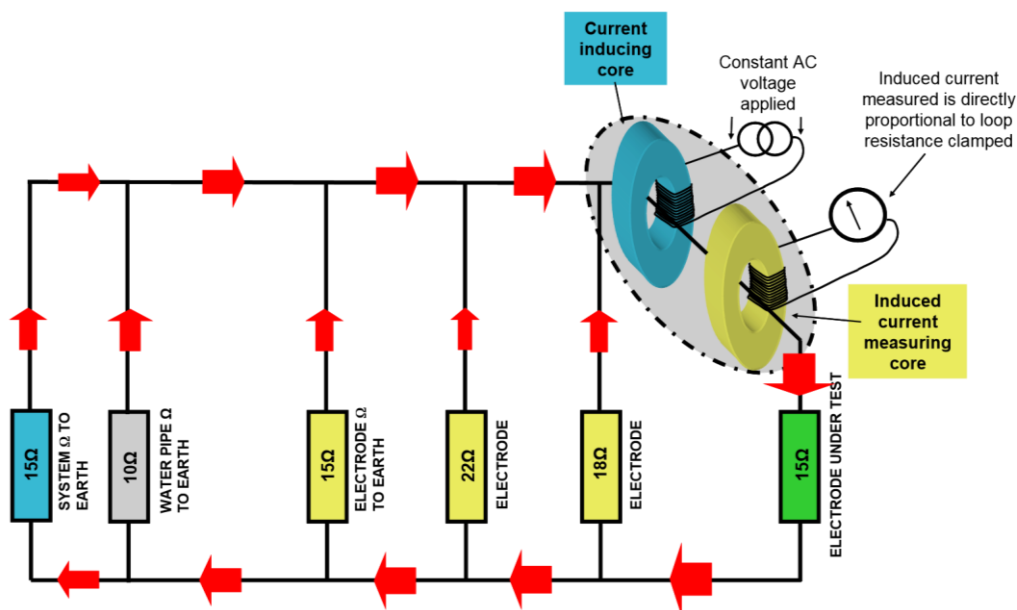 Current
inducing
core
Constant AC
voltage
applied
Induced current
measured is directly
proportional to loop
resistance clamped
Induced
current
measuring
core
15Ω
SYSTEM Ω TO
EARTH
10Ω
WATER PIPE Ω
TO EARTH
15Ω
ELECTRODE Ω
TO EARTH
22Ω
ELECTRODE
18Ω
ELECTRODE
15Ω
ELECTRODE UNDER TEST